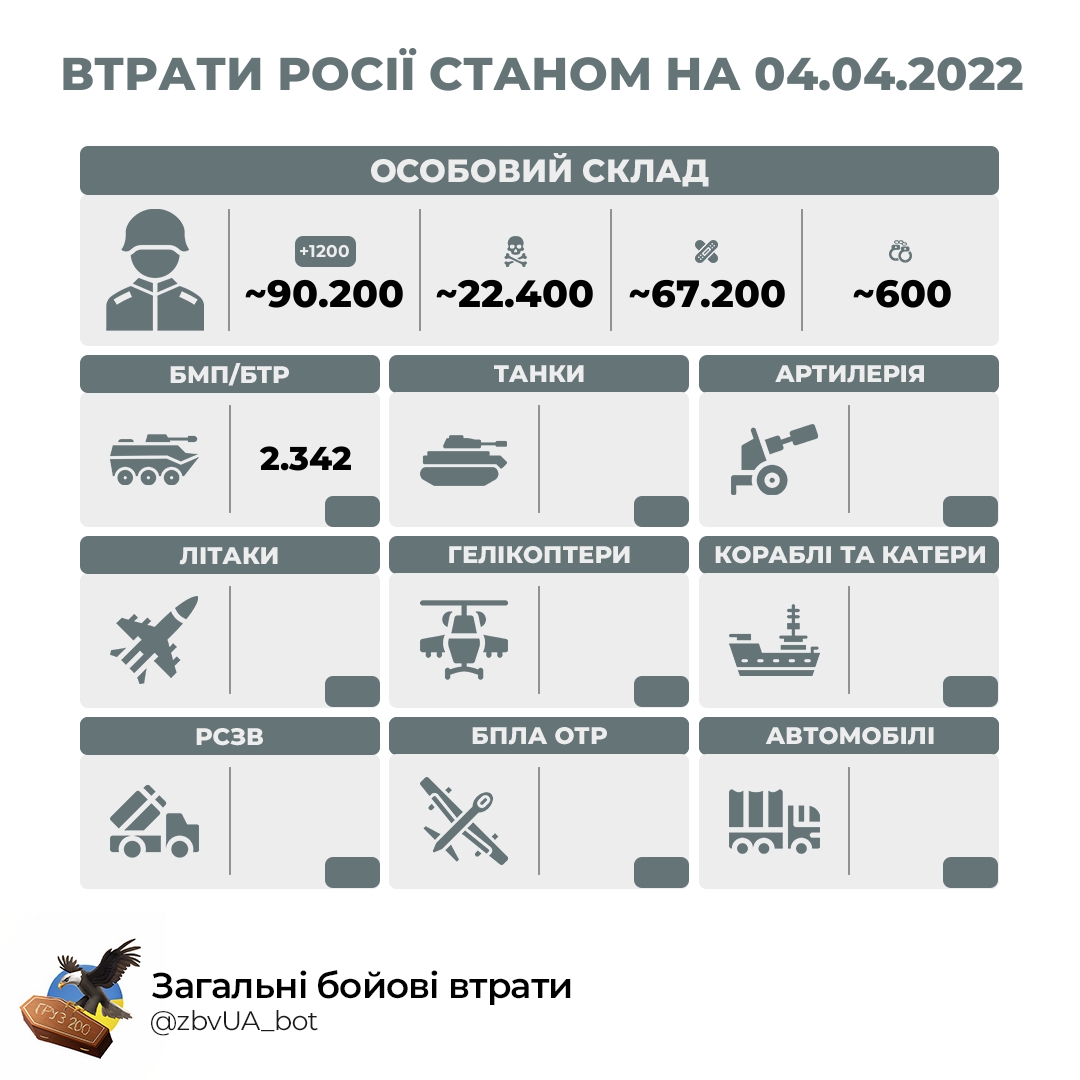 ВТРАТИ РОСІЇ СТАНОМ НА 04.04.2022
ОСОБОВИЙ СКЛАД
+1200
~90.200 ~22.400 ~67.200 ~600
БМП/БТР ТАНКИ АРТИЛЕРІЯ
2.342
ЛІТАКИ ГЕЛІКОПТЕРИ КОРАБЛІ ТА КАТЕРИ
РСЗВ БПЛА ОТР АВТОМОБІЛІ
Загальні бойові втрати
@zbvUA_bot
ГРУЗ 200